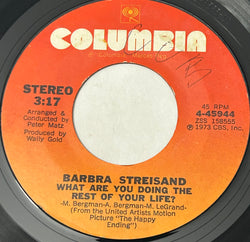 COLUMBIA
STEREO
3:17
Arranged &
Conducted by
Peter Matz
Produced by
Wally Gold
45 RPM
4-45944
ZSS 158565
℗1973 CBS, Inc.
BARBRA STREISAND
WHAT ARE YOU DOING THE
REST OF YOUR LIFE?
-M. Bergman-A. Bergman-M. LeGrand-
(From the United Artists Motion
Picture "The Happy
Ending")